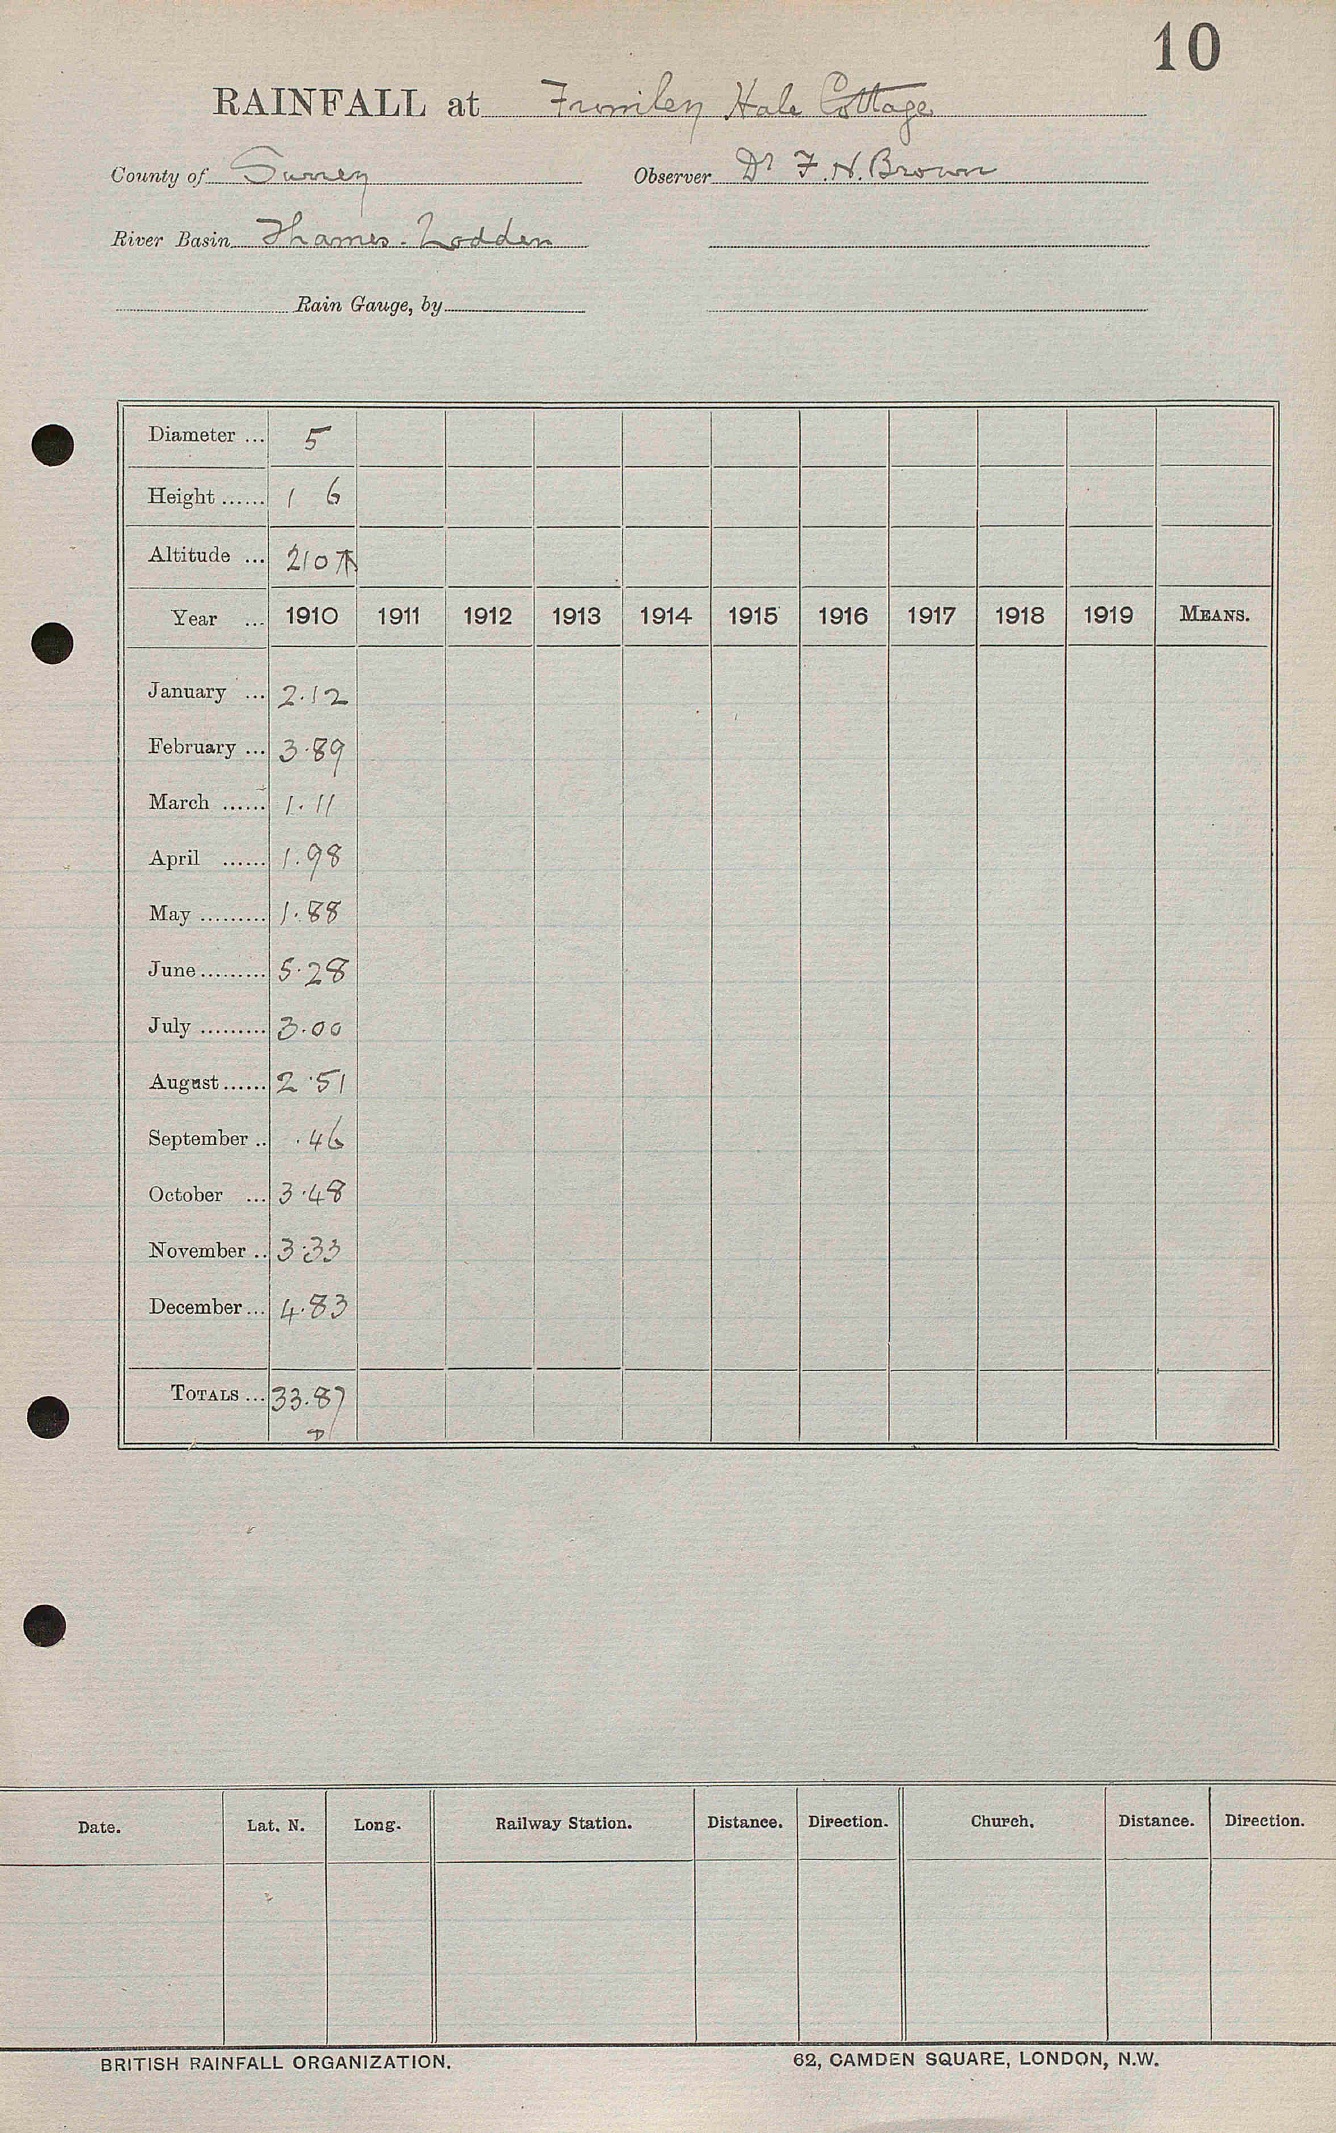 10
RAINFALL at Frimley Hale Cottage
County of Surrey Observer Dr F. N. Brown
River Basin Thames - Lodden
Rain Gauge, by
Diameter ... 5
Height ...... 1 6
Altitude ... 210
Year ... 1910 1911 1912 1913 1914 1915 1916 1917 1918 1919 MEANS.
January ... 2.12
February ... 3.89
March ...... 1.11
April ...... 1.98
May ......... 1.88
June ......... 5.28
July ......... 3.00
August ...... 2.51
September .. .46
October ... 3.48
November .. 3.33
December ... 4.83
TOTALS ... 33.87
Date. Lat. N. Long. Railway Station. Distance. Direction. Church. Distance. Direction.
BRITISH RAINFALL ORGANIZATION. 62, CAMDEN SQUARE, LONDON, N.W.